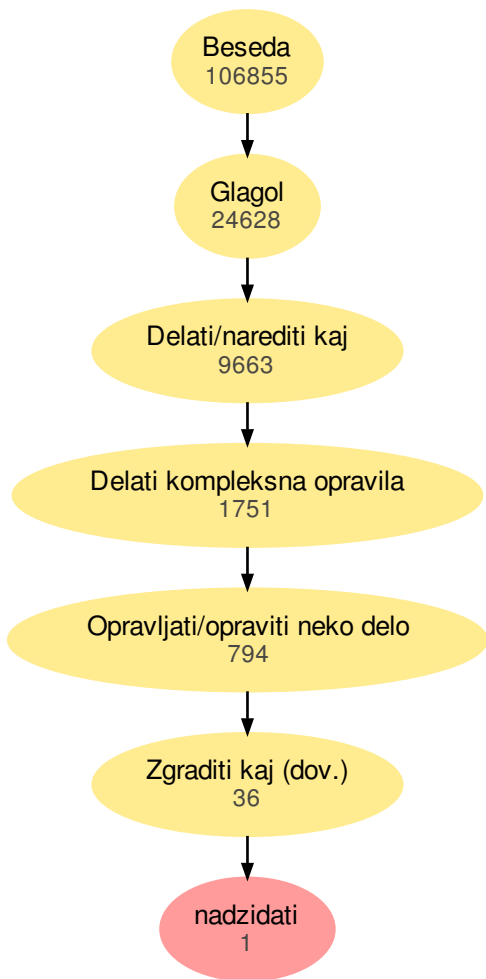 Beseda
106855
Glagol
24628
Delati/narediti kaj
9663
Delati kompleksna opravila
1751
Opravljati/opraviti neko delo
794
Zgraditi kaj (dov.)
36
nadzidati
1